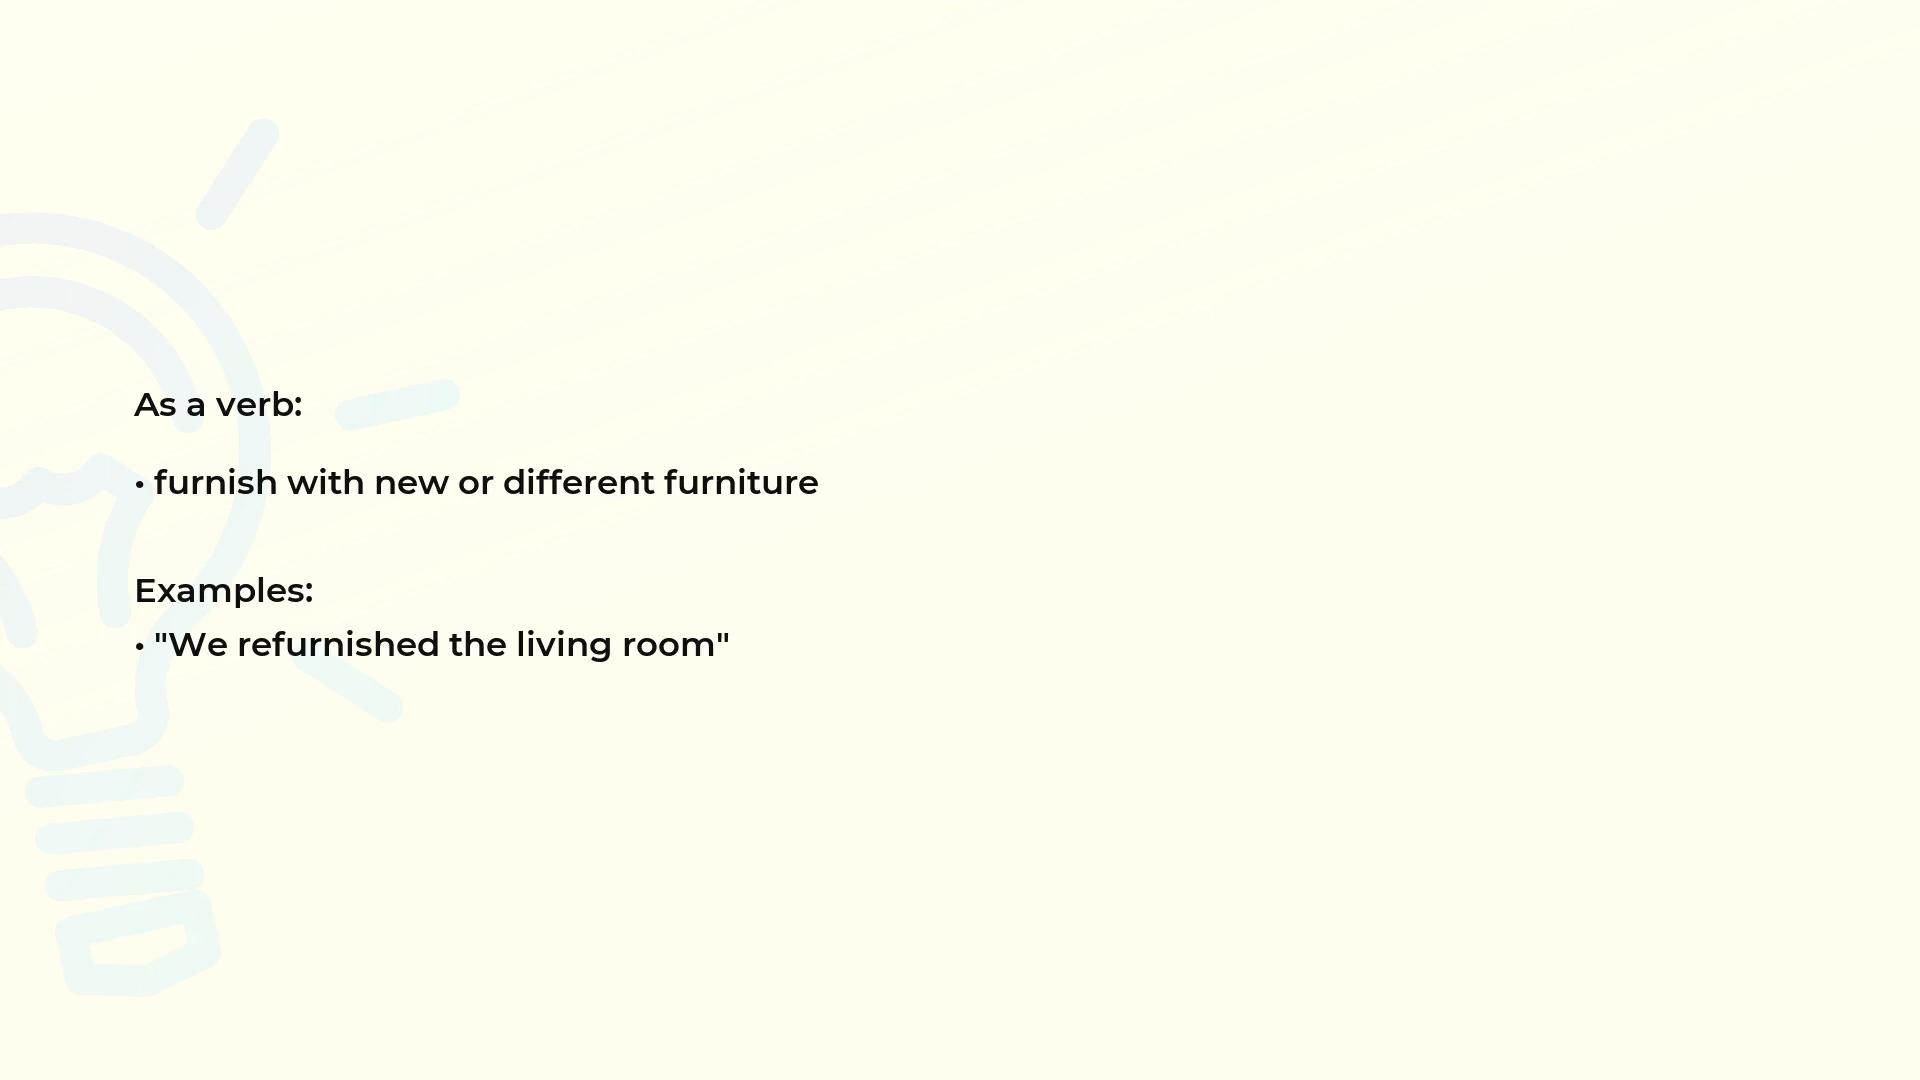 As a verb:
• furnish with new or different furniture
Examples:
• "We refurnished the living room"